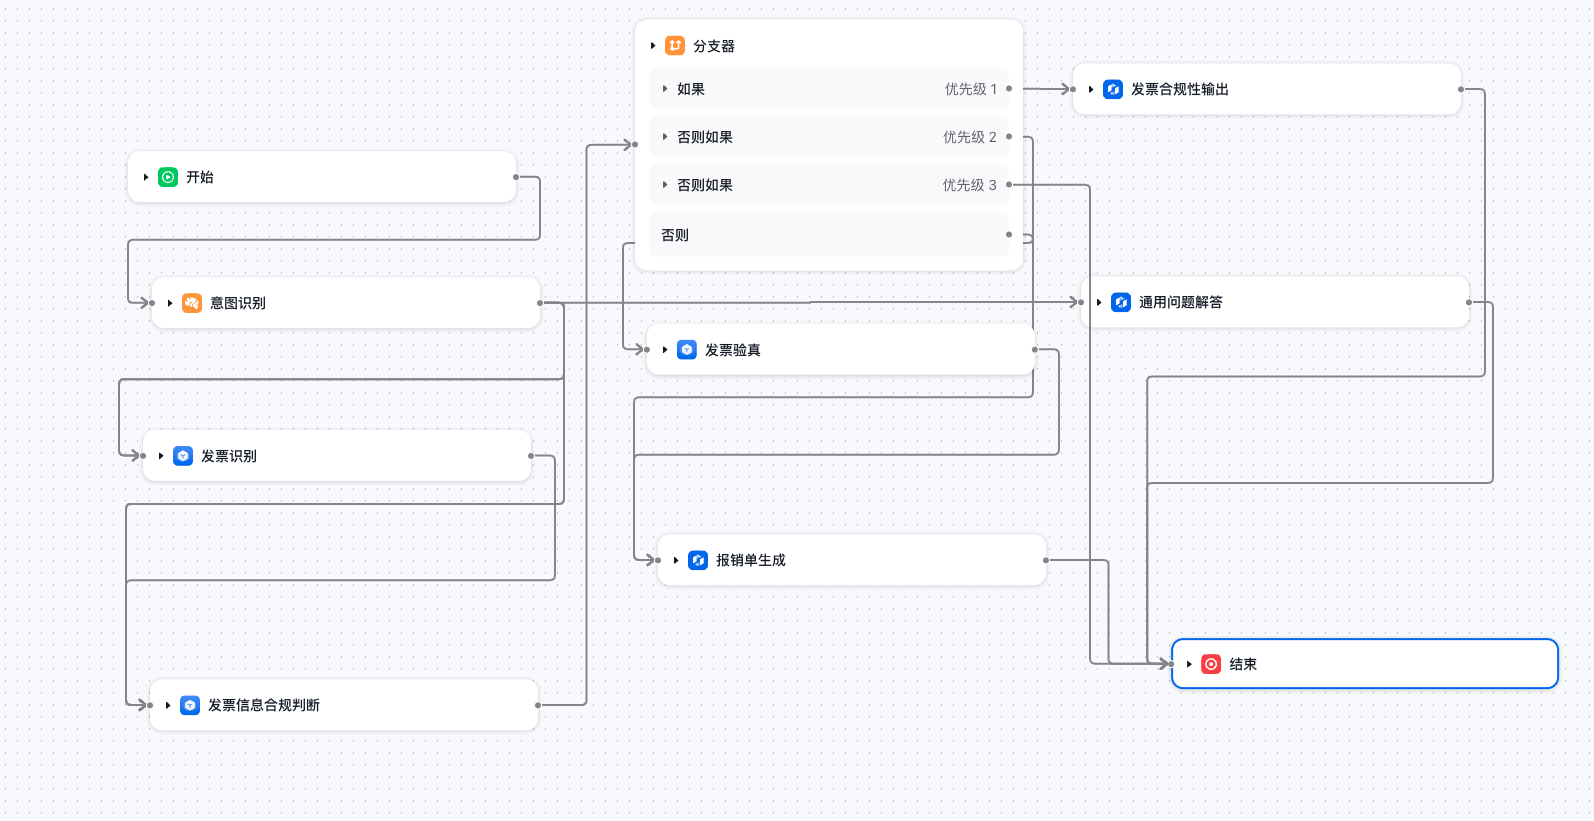 分支器
如果 优先级 1
否则如果 优先级 2
否则如果 优先级 3
否则
发票合规性输出
开始
意图识别
通用问题解答
发票验真
发票识别
报销单生成
结束
发票信息合规判断